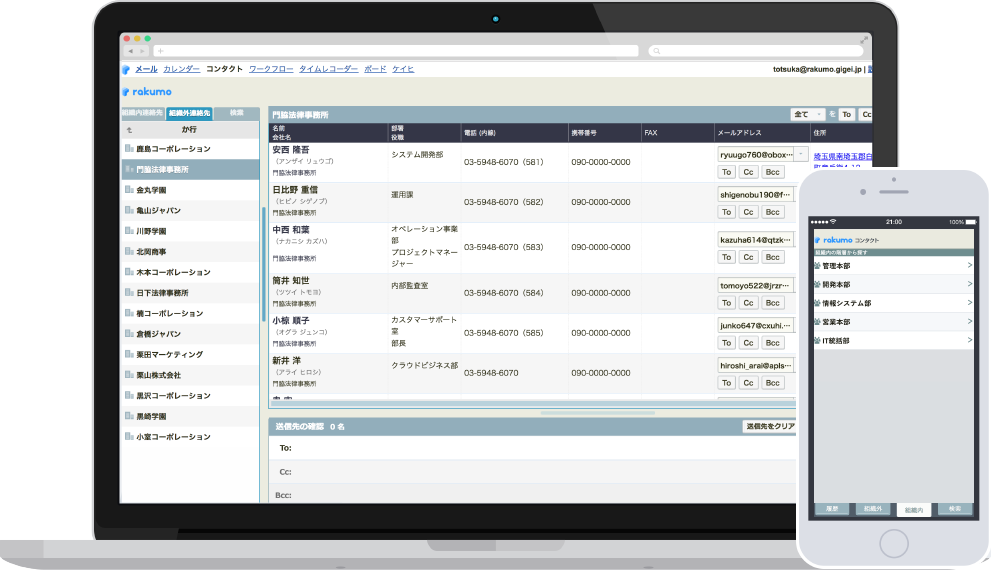 メール カレンダー コンタクト ワークフロー タイムレコーダー ボード ケイヒ
totsuka@rakumo.gigei.jp |
rakumo
組織内連絡先 組織外連絡先 検索
か行
鹿島コーポレーション
門脇法律事務所
金丸学園
亀山ジャパン
川野学園
北岡商事
木本コーポレーション
日下法律事務所
楠コーポレーション
倉橋ジャパン
栗田マーケティング
栗山株式会社
黒沢コーポレーション
黒崎学園
小室コーポレーション
門脇法律事務所 全て を To Cc
名前 部署 電話 (内線) 携帯番号 FAX メールアドレス 住所
会社名 役職
安西 隆吾 システム開発部 03-5948-6070（581） 090-0000-0000 ryuugo760@obox…
（アンザイ リュウゴ） 埼玉県南埼玉郡白
門脇法律事務所 To Cc Bcc
日比野 重信 運用課 03-5948-6070（582） 090-0000-0000 shigenobu190@f…
（ヒビノ シゲノブ）
門脇法律事務所 To Cc Bcc
中西 和葉 オペレーション事業
部
（ナカニシ カズハ） 03-5948-6070（583） 090-0000-0000 kazuha614@qtzk…
プロジェクトマネー
ジャー
門脇法律事務所 To Cc Bcc
筒井 知世 内部監査室 03-5948-6070（584） 090-0000-0000 tomoyo522@jrzr…
（ツツイ トモヨ）
門脇法律事務所 To Cc Bcc
小椋 順子 カスタマーサポート
室
（オグラ ジュンコ） 03-5948-6070（585） 090-0000-0000 junko647@cxuhi.…
部長
門脇法律事務所 To Cc Bcc
新井 洋 クラウドビジネス部 03-5948-6070 090-0000-0000 hiroshi_arai@apls…
（アライ ヒロシ）
門脇法律事務所 To Cc Bcc
送信先の確認 0 名 送信先をクリア
To:
Cc:
Bcc:
21:00 100%
rakumo コンタクト
組織内の階層から探す
管理本部
開発本部
情報システム部
営業本部
IT統括部
履歴 組織外 組織内 検索